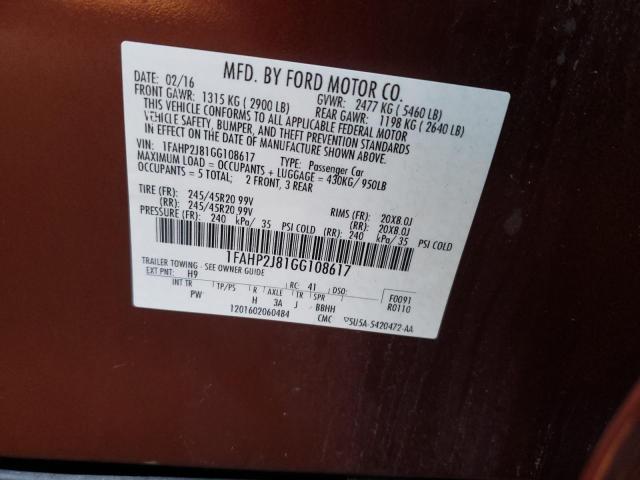 MFD. BY FORD MOTOR CO.
DATE: 02/16 GVWR: 2477 KG ( 5460 LB)
FRONT GAWR: 1315 KG ( 2900 LB) REAR GAWR: 1198 KG ( 2640 LB)
THIS VEHICLE CONFORMS TO ALL APPLICABLE FEDERAL MOTOR
VEHICLE SAFETY, BUMPER, AND THEFT PREVENTION STANDARDS
IN EFFECT ON THE DATE OF MANUFACTURE SHOWN ABOVE.
VIN: 1FAHP2J81GG108617 TYPE: Passenger Car
MAXIMUM LOAD = OCCUPANTS + LUGGAGE = 430KG/ 950LB
OCCUPANTS = 5 TOTAL; 2 FRONT, 3 REAR
TIRE (FR): 245/45R20 99V RIMS (FR): 20X8.0J
(RR): 245/45R20 99V (RR): 20X8.0J
PRESSURE (FR): 240 kPa/ 35 PSI COLD (RR): 240 kPa/ 35 PSI COLD
1FAHP2J81GG108617
TRAILER TOWING - SEE OWNER GUIDE
EXT PNT: H9 RC: 41 DSO: F0091
INT TR TP/PS R AXLE TR SPR R0110
PW H 3A J BBHH
1201602060484 CMC 5U5A-5420472-AA